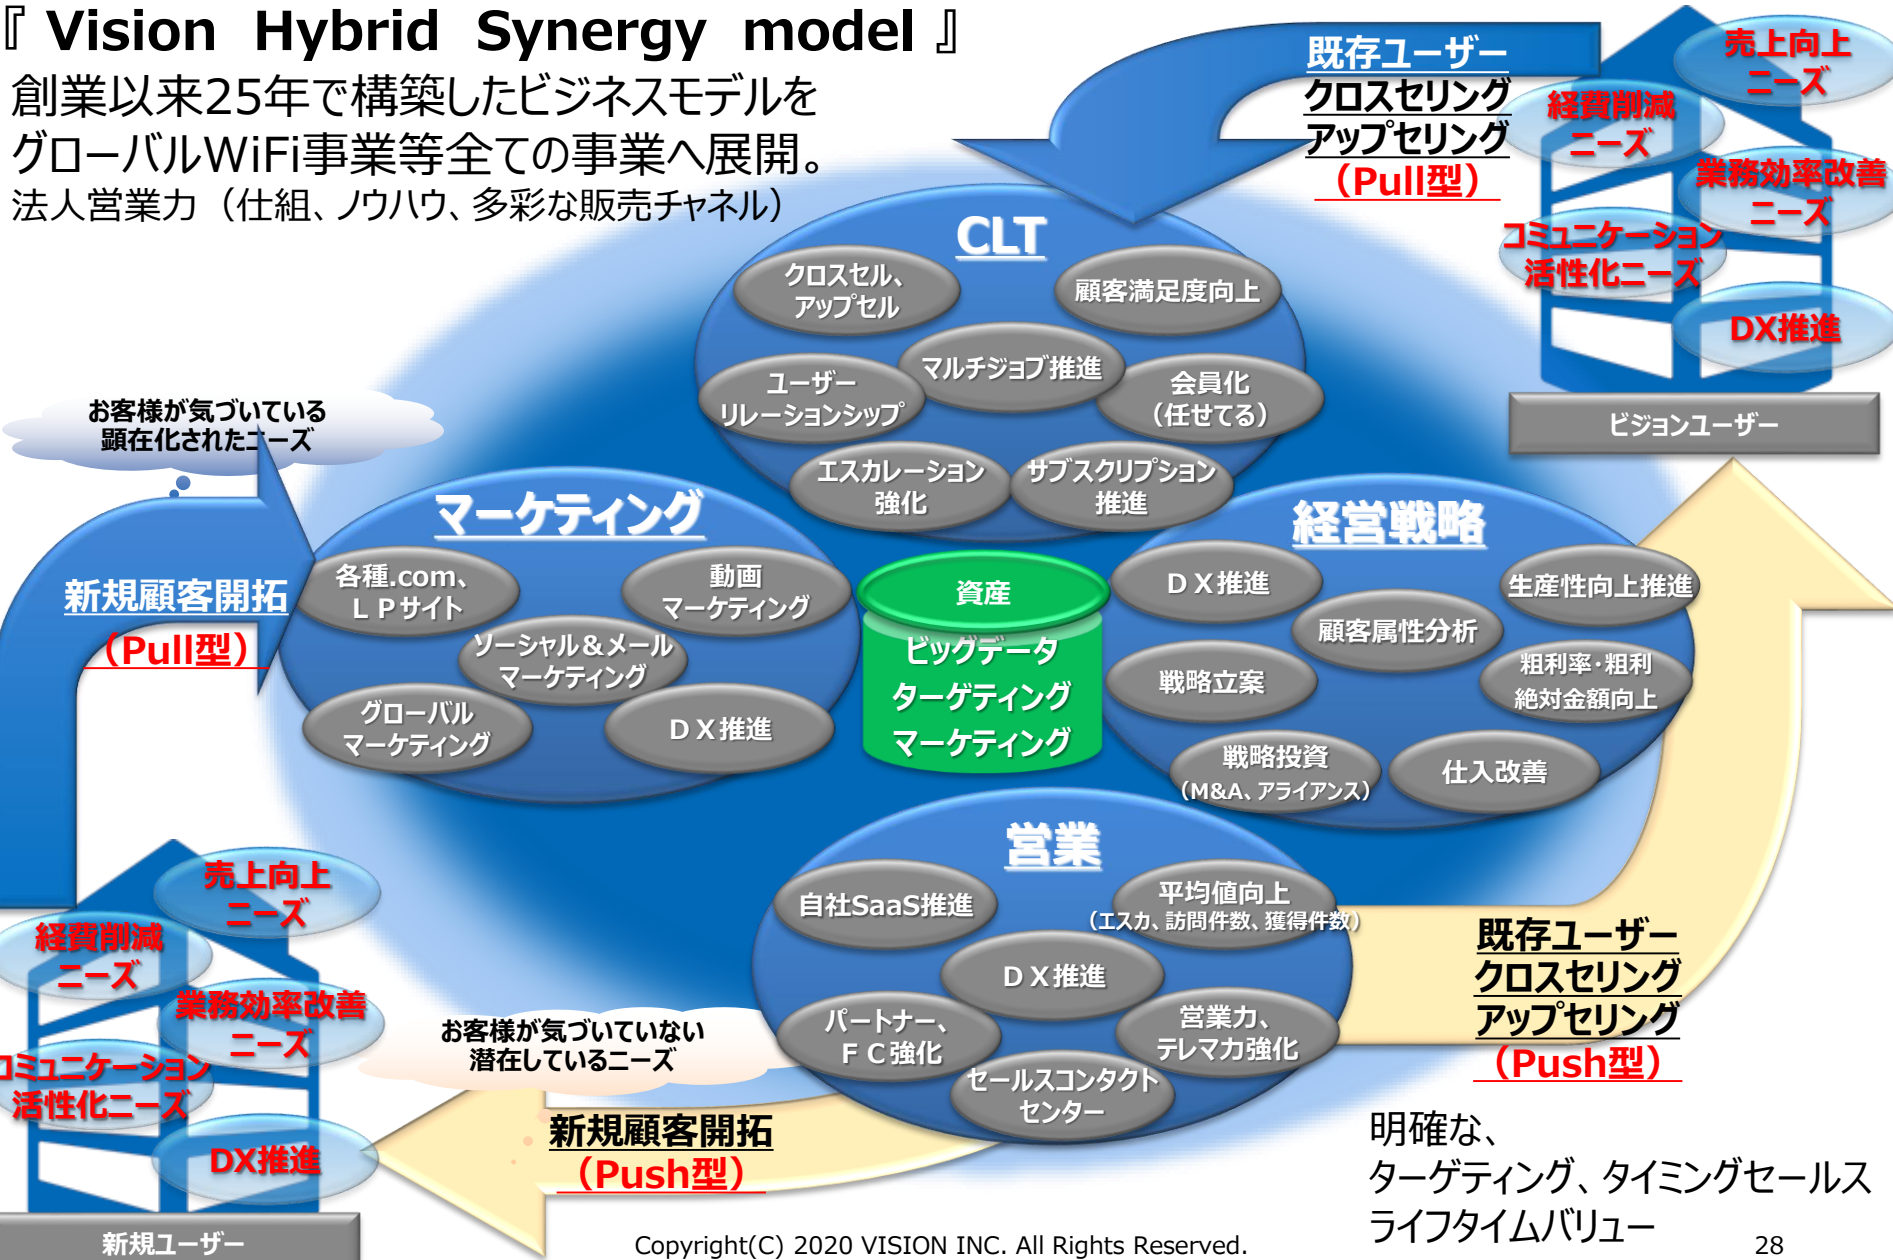 『 Vision Hybrid Synergy model 』
創業以来25年で構築したビジネスモデルを
グローバルWiFi事業等全ての事業へ展開。
法人営業力（仕組、ノウハウ、多彩な販売チャネル）
既存ユーザー
クロスセリング
アップセリング
（Pull型）
売上向上
ニーズ
経費削減
ニーズ
業務効率改善
ニーズ
コミュニケーション
活性化ニーズ
DX推進
ビジョンユーザー
CLT
クロスセル、
アップセル
顧客満足度向上
マルチジョブ推進
ユーザー
リレーションシップ
会員化
（任せてる）
エスカレーション
強化
サブスクリプション
推進
お客様が気づいている
顕在化されたニーズ
新規顧客開拓
（Pull型）
マーケティング
各種.com、
ＬＰサイト
動画
マーケティング
ソーシャル＆メール
マーケティング
グローバル
マーケティング
ＤＸ推進
資産
ビッグデータ
ターゲティング
マーケティング
経営戦略
ＤＸ推進
生産性向上推進
顧客属性分析
戦略立案
粗利率・粗利
絶対金額向上
戦略投資
（M&A、アライアンス）
仕入改善
営業
自社SaaS推進
平均値向上
（エスカ、訪問件数、獲得件数）
ＤＸ推進
パートナー、
ＦＣ強化
営業力、
テレマ力強化
セールスコンタクト
センター
既存ユーザー
クロスセリング
アップセリング
（Push型）
売上向上
ニーズ
経費削減
ニーズ
業務効率改善
ニーズ
コミュニケーション
活性化ニーズ
DX推進
新規ユーザー
お客様が気づいていない
潜在しているニーズ
新規顧客開拓
（Push型）
明確な、
ターゲティング、タイミングセールス
ライフタイムバリュー
Copyright(C) 2020 VISION INC. All Rights Reserved.
28